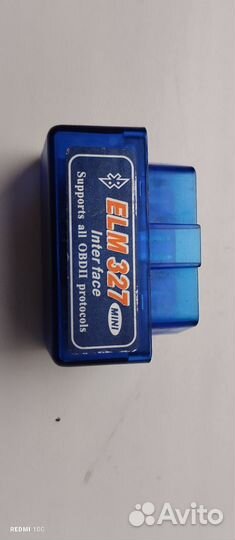 ELM 327
MINI
Interface
Supports all OBDII protocols
REDMI 10C
Avito